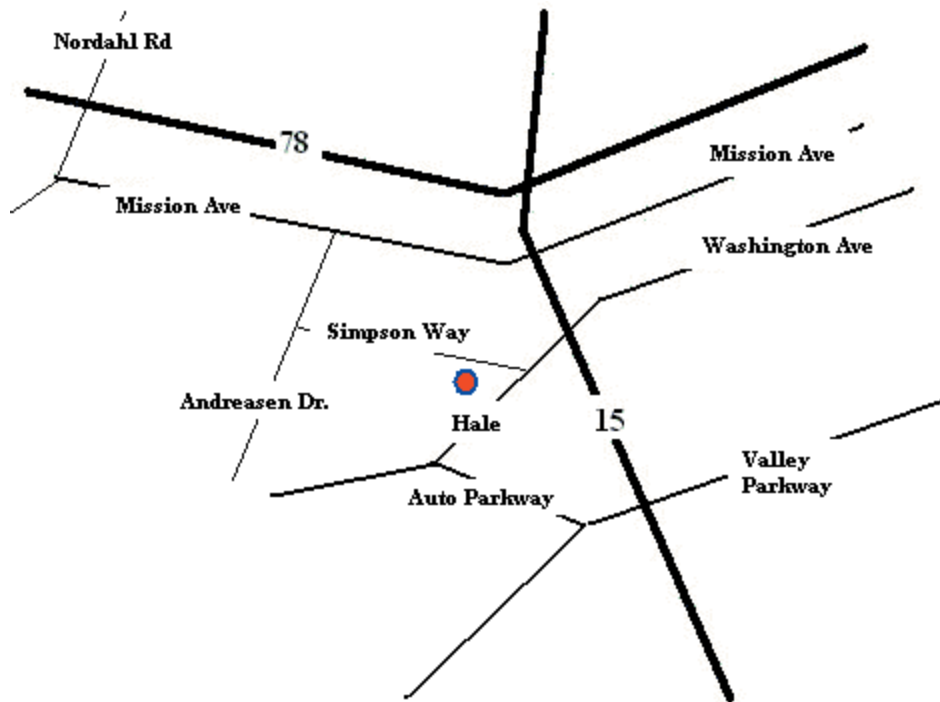 Nordahl Rd
78
Mission Ave
Mission Ave
Washington Ave
Simpson Way
Andreasen Dr.
Hale
15
Valley
Parkway
Auto Parkway